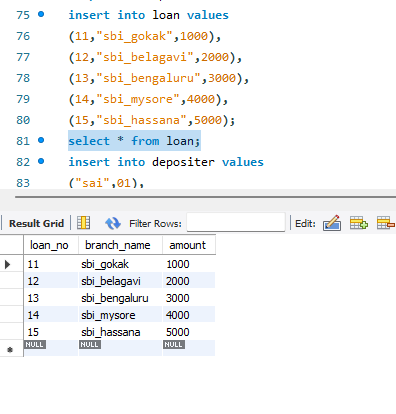 75 insert into loan values
76 (11,"sbi_gokak",1000),
77 (12,"sbi_belagavi",2000),
78 (13,"sbi_bengaluru",3000),
79 (14,"sbi_mysore",4000),
80 (15,"sbi_hassana",5000);
81 select * from loan;
82 insert into depositer values
83 ("sai",01),
Result Grid Filter Rows: Edit:
loan_no branch_name amount
11 sbi_gokak 1000
12 sbi_belagavi 2000
13 sbi_bengaluru 3000
14 sbi_mysore 4000
15 sbi_hassana 5000
NULL NULL NULL